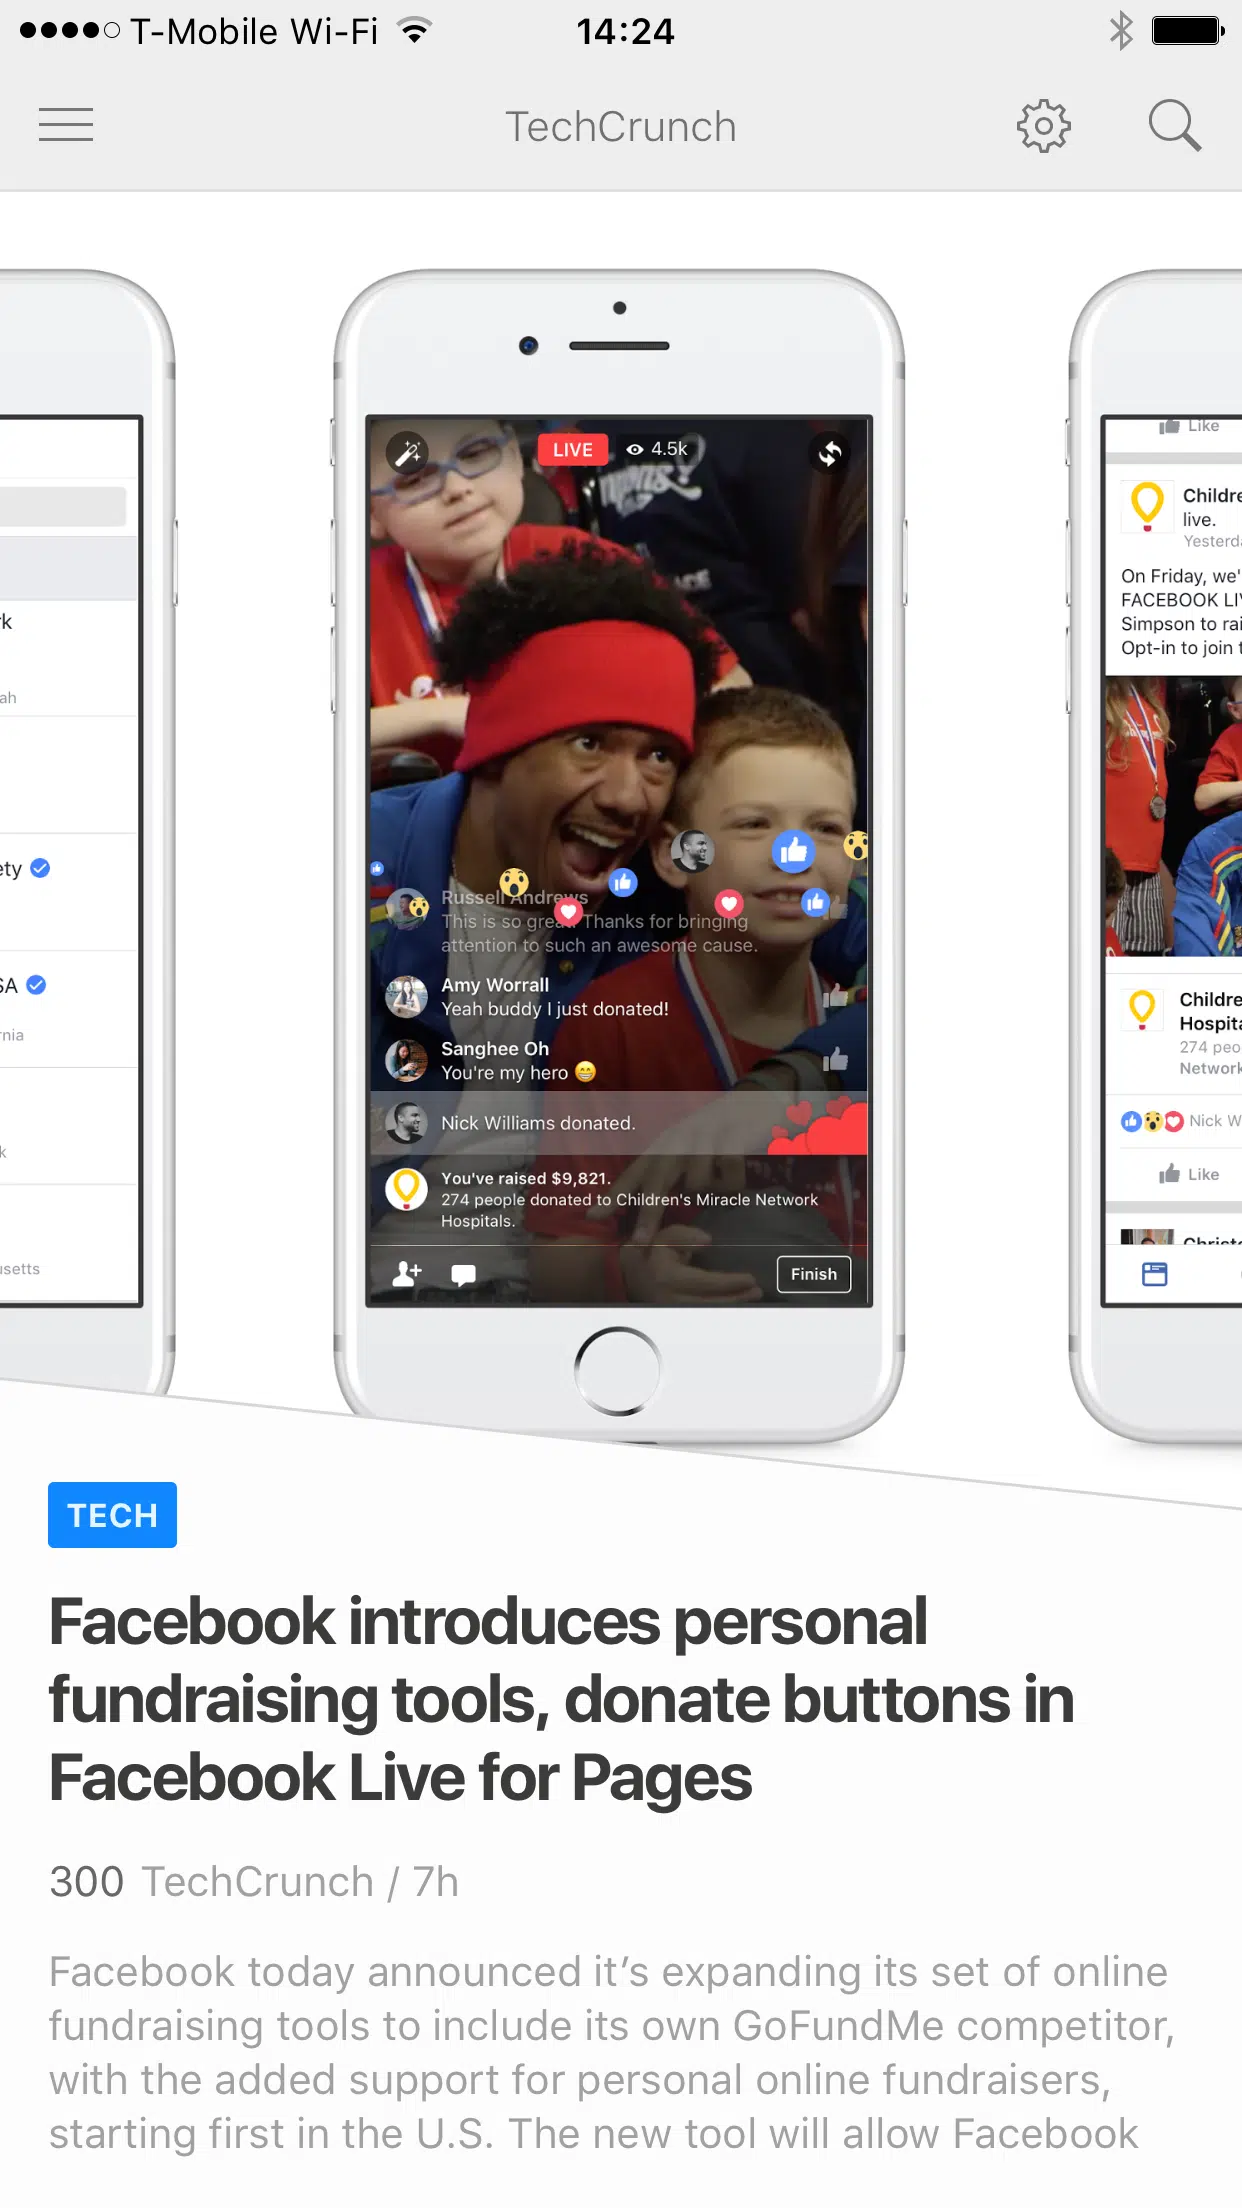 T-Mobile Wi-Fi 14:24
TechCrunch
rk
ah
ety
SA
rnia
k
usetts
LIVE 4.5k
Russell Andrews
This is so great! Thanks for bringing
attention to such an awesome cause.
Amy Worrall
Yeah buddy I just donated!
Sanghee Oh
You're my hero 😁
Nick Williams donated.
You've raised $9,821.
274 people donated to Children's Miracle Network
Hospitals.
Finish
Like
Childre
live.
Yesterd
On Friday, we'
FACEBOOK LIV
Simpson to rai
Opt-in to join t
Childre
Hospita
274 peo
Network
Nick W
Like
Christo
TECH
Facebook introduces personal
fundraising tools, donate buttons in
Facebook Live for Pages
300 TechCrunch / 7h
Facebook today announced it’s expanding its set of online
fundraising tools to include its own GoFundMe competitor,
with the added support for personal online fundraisers,
starting first in the U.S. The new tool will allow Facebook